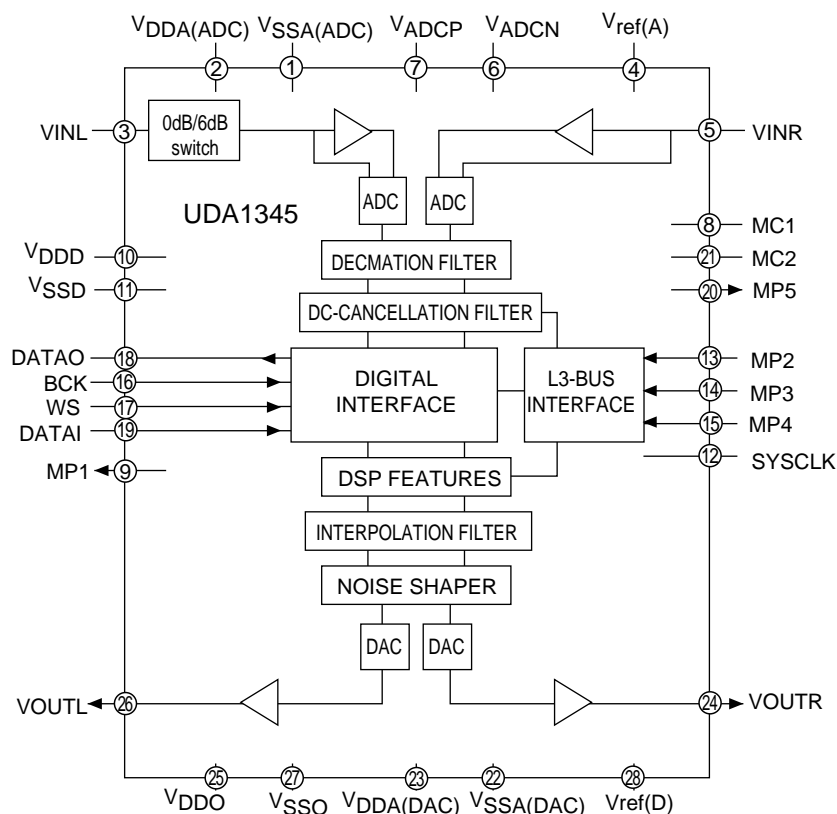 VDDA(ADC) VSSA(ADC) VADCP VADCN Vref(A)
2 1 7 6 4
VINL 3 0dB/6dB switch 5 VINR
ADC ADC
UDA1345
8 MC1
VDDD 10 DECMATION FILTER 21 MC2
VSSD 11 20 MP5
DC-CANCELLATION FILTER
DATAO 18 13 MP2
BCK 16 DIGITAL INTERFACE L3-BUS INTERFACE 14 MP3
WS 17
DATAI 19 15 MP4
MP1 9 12 SYSCLK
DSP FEATURES
INTERPOLATION FILTER
NOISE SHAPER
DAC DAC
VOUTL 26 24 VOUTR
25 27 23 22 28
VDDO VSSO VDDA(DAC) VSSA(DAC) Vref(D)